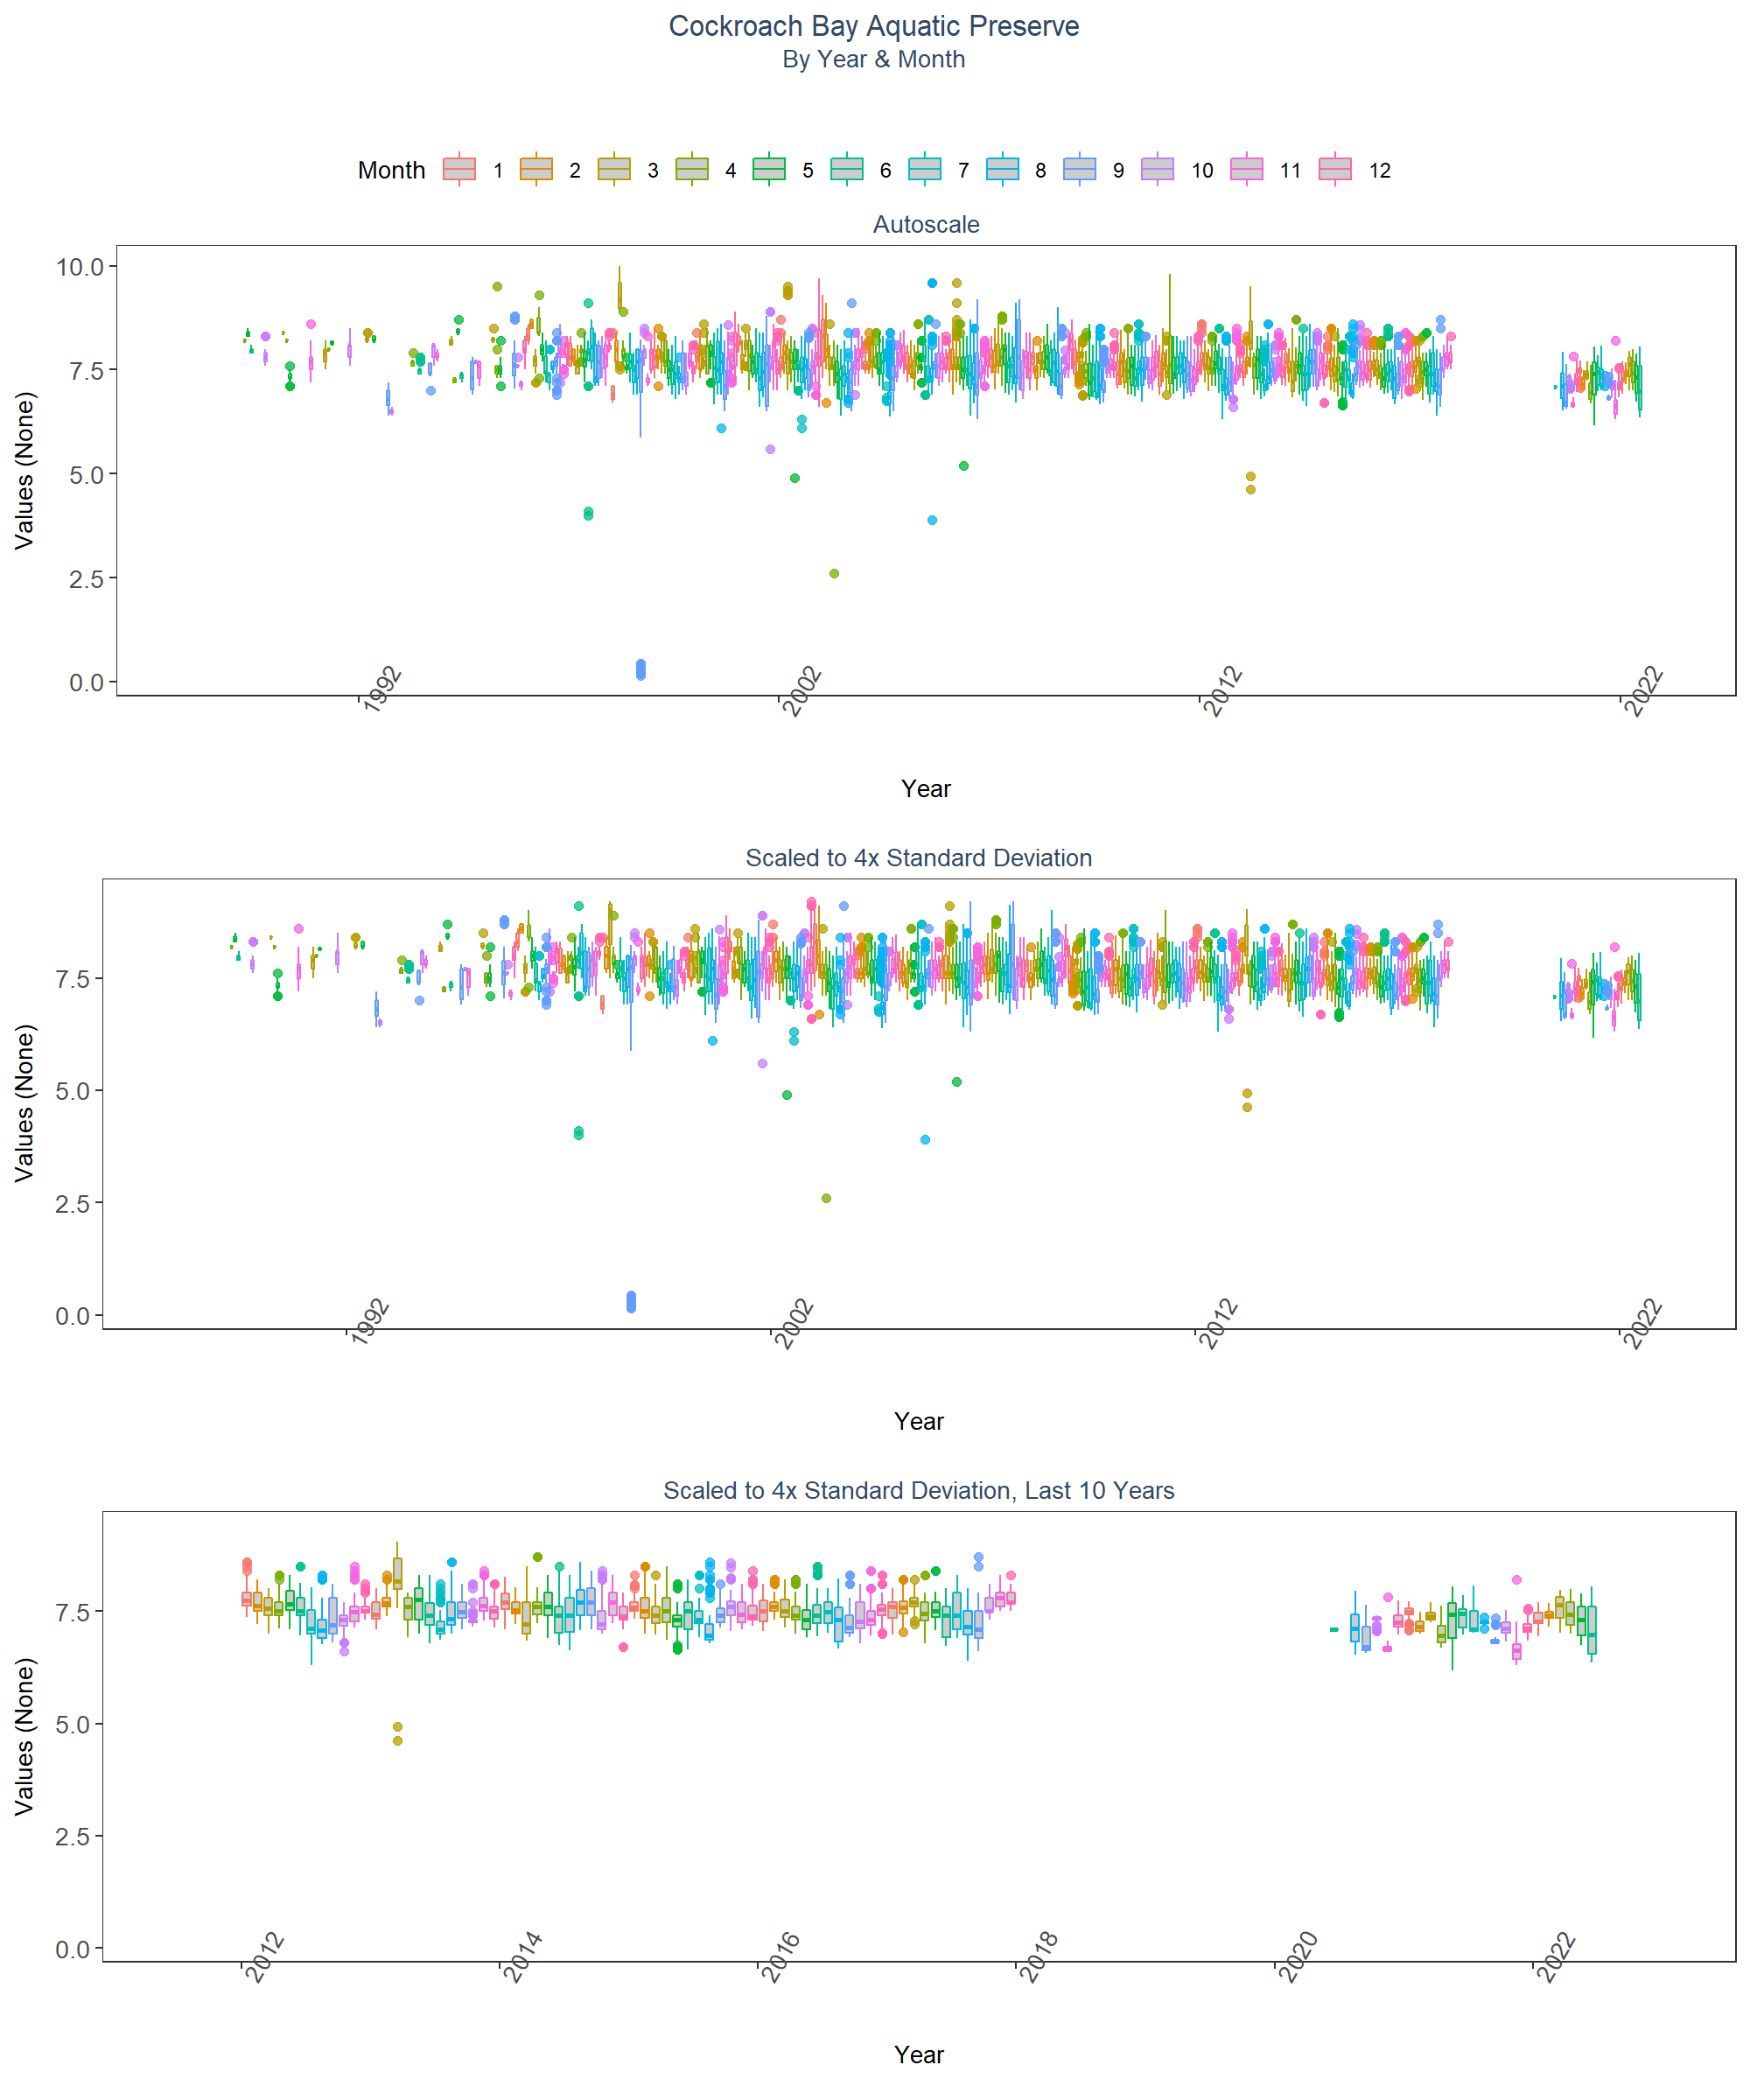 Cockroach Bay Aquatic Preserve
By Year & Month
Month 1 2 3 4 5 6 7 8 9 10 11 12
Autoscale
Values (None)
10.0
7.5
5.0
2.5
0.0
1992 2002 2012 2022
Year
Scaled to 4x Standard Deviation
Values (None)
7.5
5.0
2.5
0.0
1992 2002 2012 2022
Year
Scaled to 4x Standard Deviation, Last 10 Years
Values (None)
7.5
5.0
2.5
0.0
2012 2014 2016 2018 2020 2022
Year